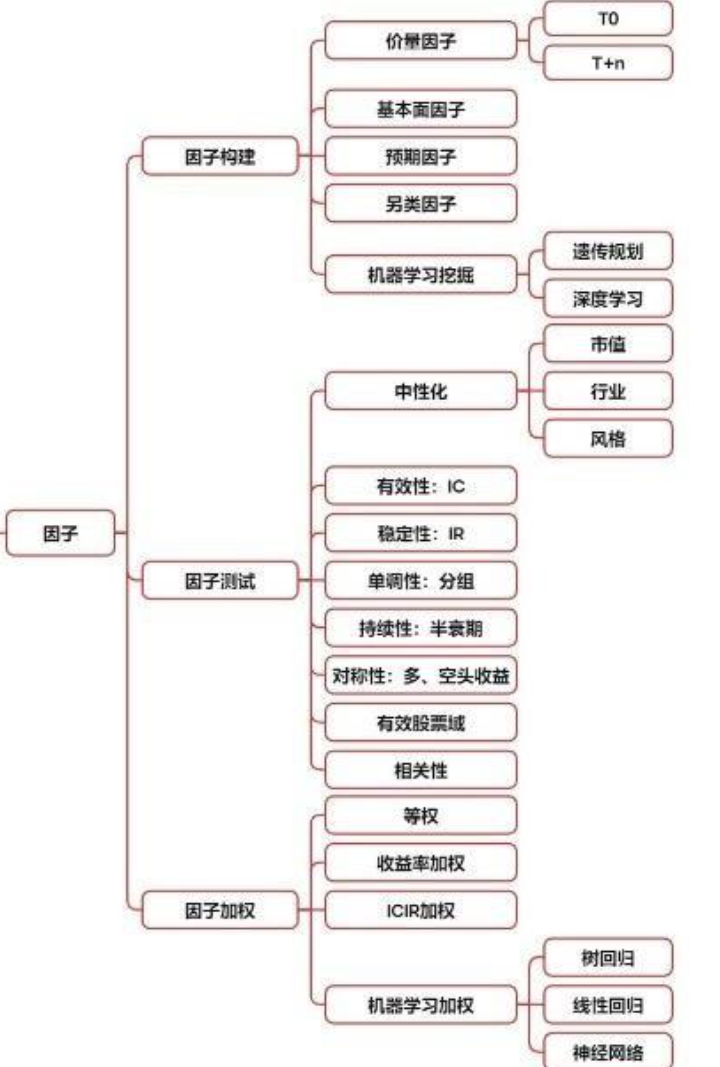 因子
因子构建
价量因子
T0
T+n
基本面因子
预期因子
另类因子
机器学习挖掘
遗传规划
深度学习
因子测试
中性化
市值
行业
风格
有效性：IC
稳定性：IR
单调性：分组
持续性：半衰期
对称性：多、空头收益
有效股票域
相关性
因子加权
等权
收益率加权
ICIR加权
机器学习加权
树回归
线性回归
神经网络